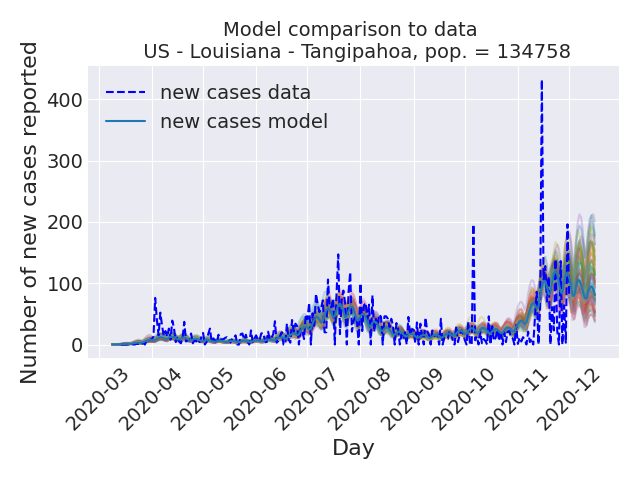 Model comparison to data
US - Louisiana - Tangipahoa, pop. = 134758
Number of new cases reported
400
300
200
100
0
new cases data
new cases model
2020-03
2020-04
2020-05
2020-06
2020-07
2020-08
2020-09
2020-10
2020-11
2020-12
Day